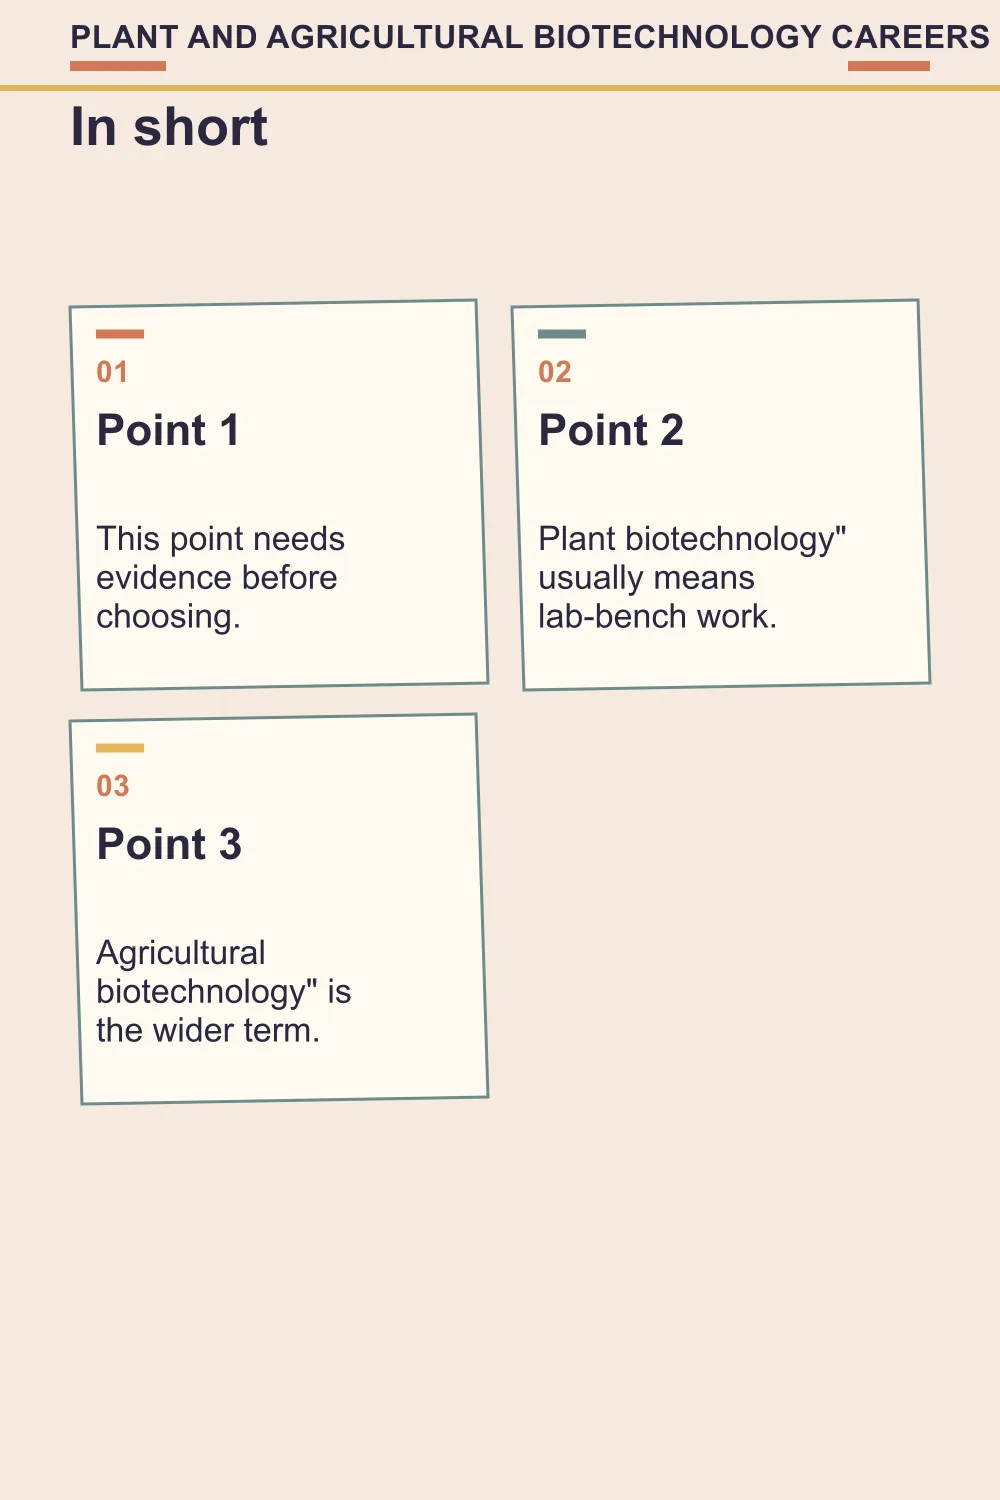 PLANT AND AGRICULTURAL BIOTECHNOLOGY CAREERS
In short
01
Point 1
This point needs
evidence before
choosing.
02
Point 2
Plant biotechnology"
usually means
lab-bench work.
03
Point 3
Agricultural
biotechnology" is
the wider term.